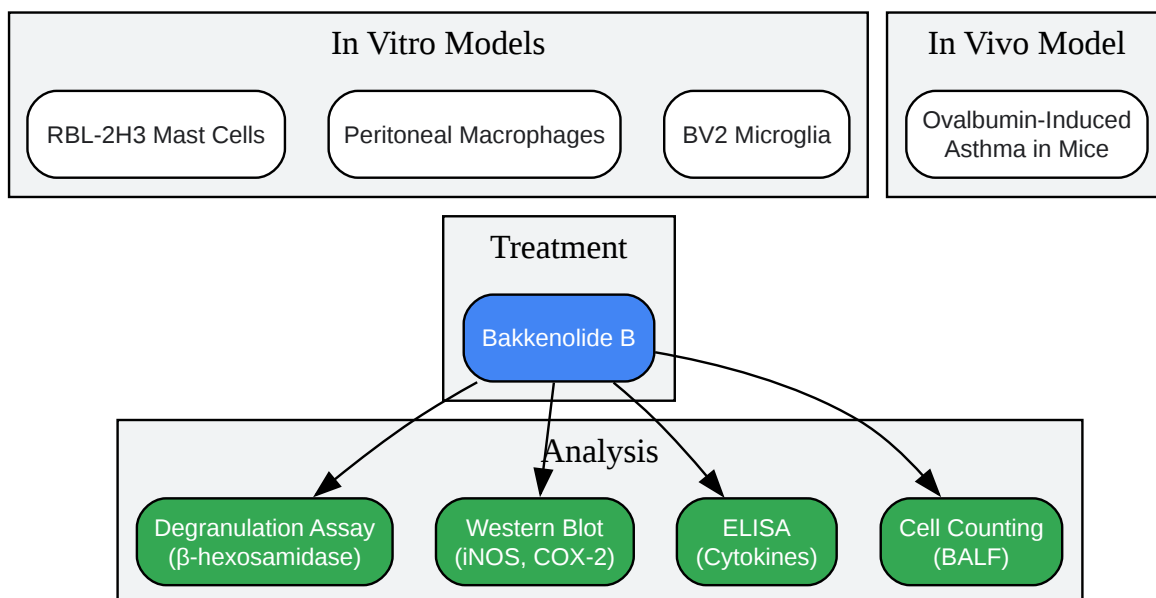 In Vitro Models
In Vivo Model
RBL-2H3 Mast Cells
Peritoneal Macrophages
BV2 Microglia
Ovalbumin-Induced
Asthma in Mice
Treatment
Bakkenolide B
Analysis
Degranulation Assay
(β-hexosamidase)
Western Blot
(iNOS, COX-2)
ELISA
(Cytokines)
Cell Counting
(BALF)